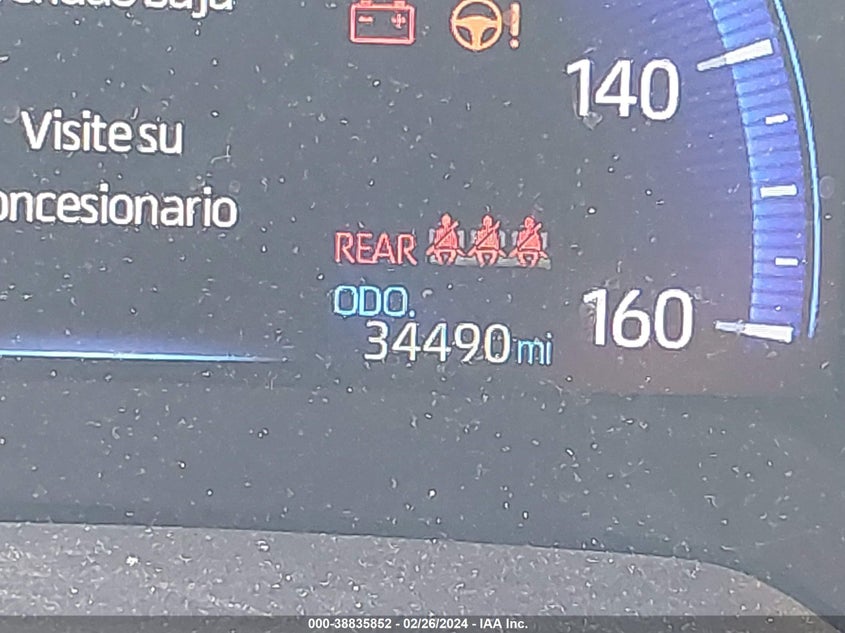 140
Visite su
oncesionario
REAR
ODO.
34490 mi
160
000-38835852 - 02/26/2024 - IAA Inc.